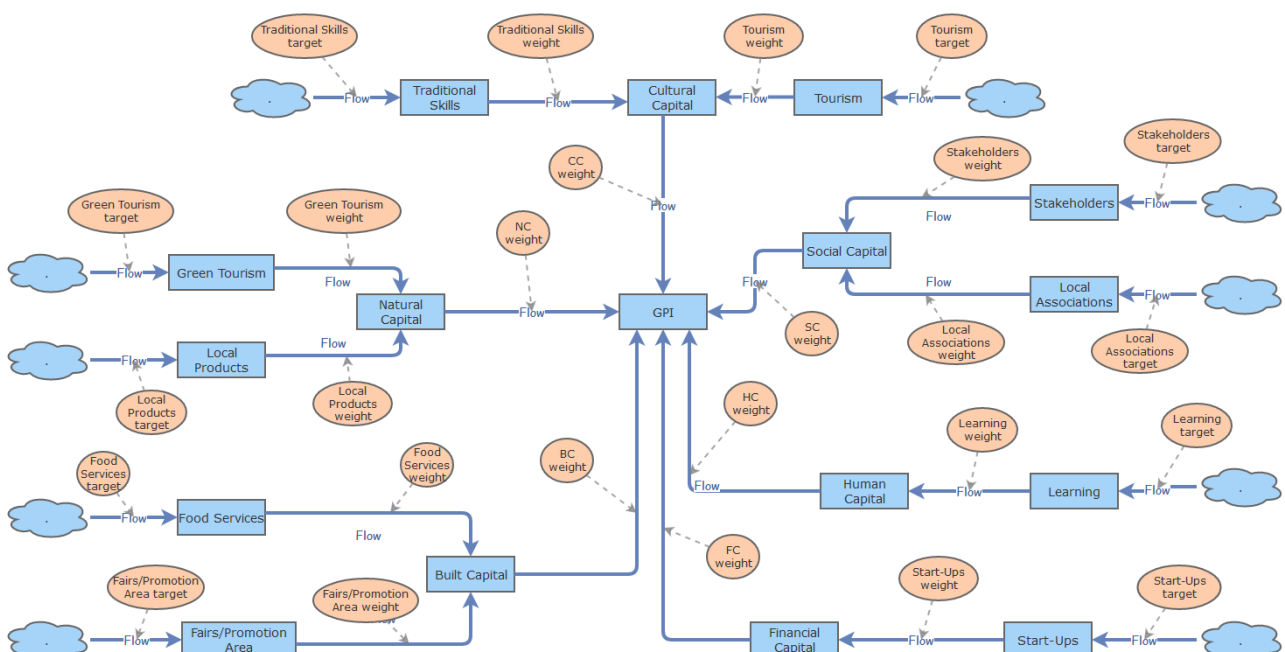 Traditional Skills
target
Traditional Skills
weight
Tourism
weight
Tourism
target
.
Flow
Traditional
Skills
Flow
Cultural
Capital
Flow
Tourism
Flow
.
CC
weight
Stakeholders
weight
Stakeholders
target
Green Tourism
target
Green Tourism
weight
NC
weight
Flow
Flow
Stakeholders
Flow
.
.
Flow
Green Tourism
Flow
Social Capital
Flow
Flow
Natural
Capital
Flow
GPI
Local
Associations
Flow
.
SC
weight
Local
Associations
weight
Local
Associations
target
.
Flow
Local
Products
Flow
Local
Products
target
Local
Products
weight
HC
weight
Learning
weight
Learning
target
Food
Services
target
Food
Services
weight
BC
weight
Flow
Human
Capital
Flow
Learning
Flow
.
.
Flow
Food Services
Flow
FC
weight
Built Capital
Fairs/Promotion
Area target
Fairs/Promotion
Area weight
Start-Ups
weight
Start-Ups
target
.
Flow
Fairs/Promotion
Area
Flow
Financial
Capital
Flow
Start-Ups
Flow
.